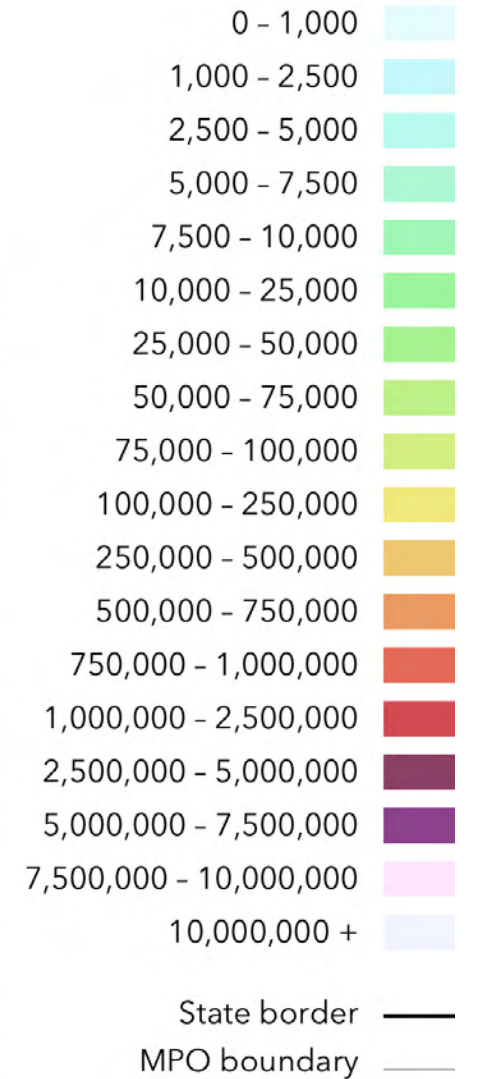 0 – 1,000
1,000 – 2,500
2,500 – 5,000
5,000 – 7,500
7,500 – 10,000
10,000 – 25,000
25,000 – 50,000
50,000 – 75,000
75,000 – 100,000
100,000 – 250,000
250,000 – 500,000
500,000 – 750,000
750,000 – 1,000,000
1,000,000 – 2,500,000
2,500,000 – 5,000,000
5,000,000 – 7,500,000
7,500,000 – 10,000,000
10,000,000 +
State border
MPO boundary